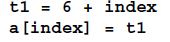 t1 = 6 + index
a[index] = t1